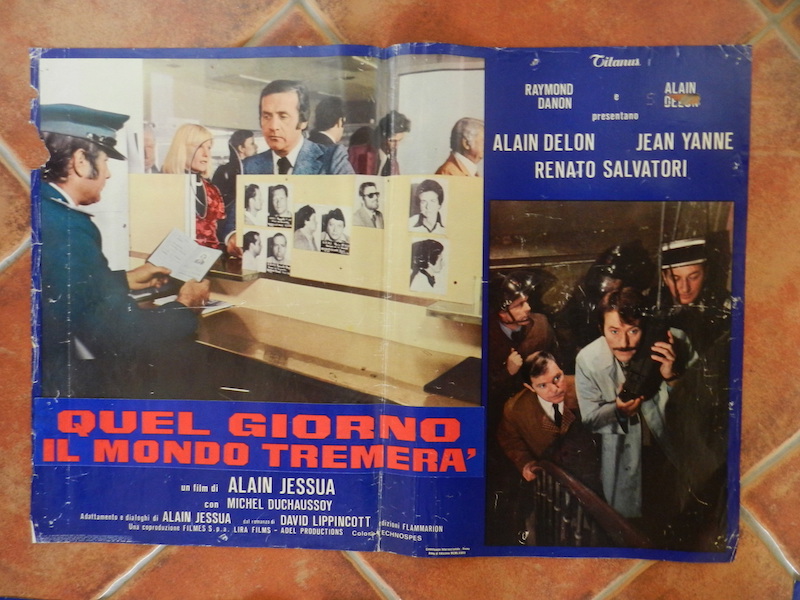 QUEL GIORNO
IL MONDO TREMERA'
un film di ALAIN JESSUA
con MICHEL DUCHAUSSOY
Adattamento e dialoghi di ALAIN JESSUA dal romanzo di DAVID LIPPINCOTT edizioni FLAMMARION
Una coproduzione FILMES S.p.a. LIRA FILMS - ADEL PRODUCTIONS Colore TECHNOSPES
Titanus
RAYMOND DANON e ALAIN DELON
presentano
ALAIN DELON JEAN YANNE
RENATO SALVATORI